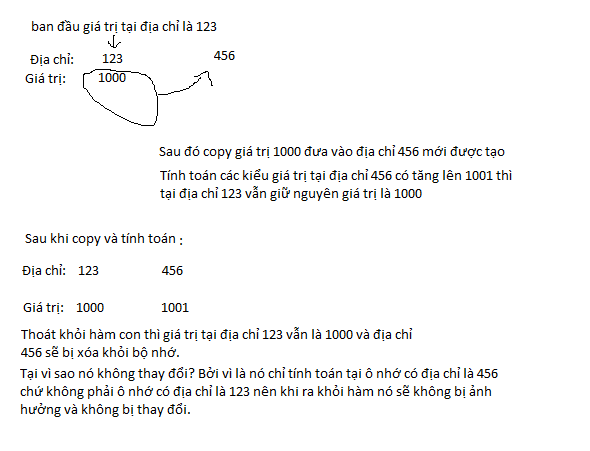 ban đầu giá trị tại địa chỉ là 123
Địa chỉ: 123 456
Giá trị: 1000
Sau đó copy giá trị 1000 đưa vào địa chỉ 456 mới được tạo
Tính toán các kiểu giá trị tại địa chỉ 456 có tăng lên 1001 thì
tại địa chỉ 123 vẫn giữ nguyên giá trị là 1000
Sau khi copy và tính toán :
Địa chỉ: 123 456
Giá trị: 1000 1001
Thoát khỏi hàm con thì giá trị tại địa chỉ 123 vẫn là 1000 và địa chỉ
456 sẽ bị xóa khỏi bộ nhớ.
Tại vì sao nó không thay đổi? Bởi vì là nó chỉ tính toán tại ô nhớ có địa chỉ là 456
chứ không phải ô nhớ có địa chỉ là 123 nên khi ra khỏi hàm nó sẽ không bị ảnh
hưởng và không bị thay đổi.